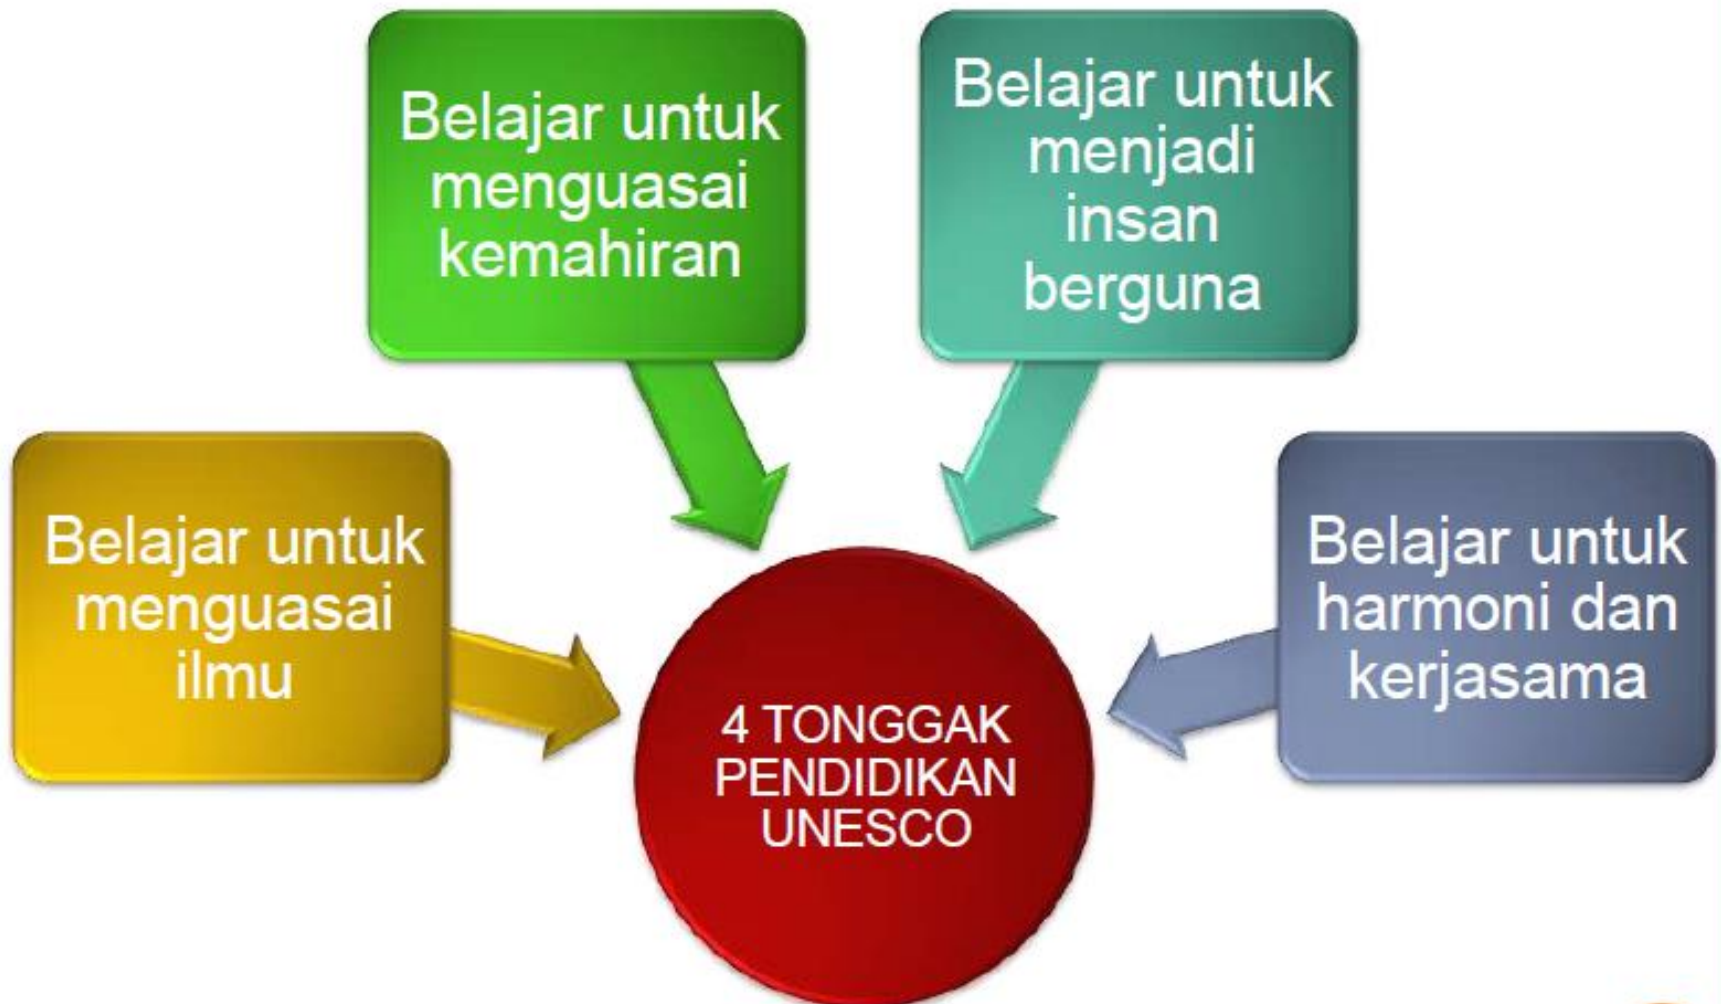 Belajar untuk
menguasai
kemahiran
Belajar untuk
menjadi
insan
berguna
Belajar untuk
menguasai
ilmu
Belajar untuk
harmoni dan
kerjasama
4 TONGGAK
PENDIDIKAN
UNESCO